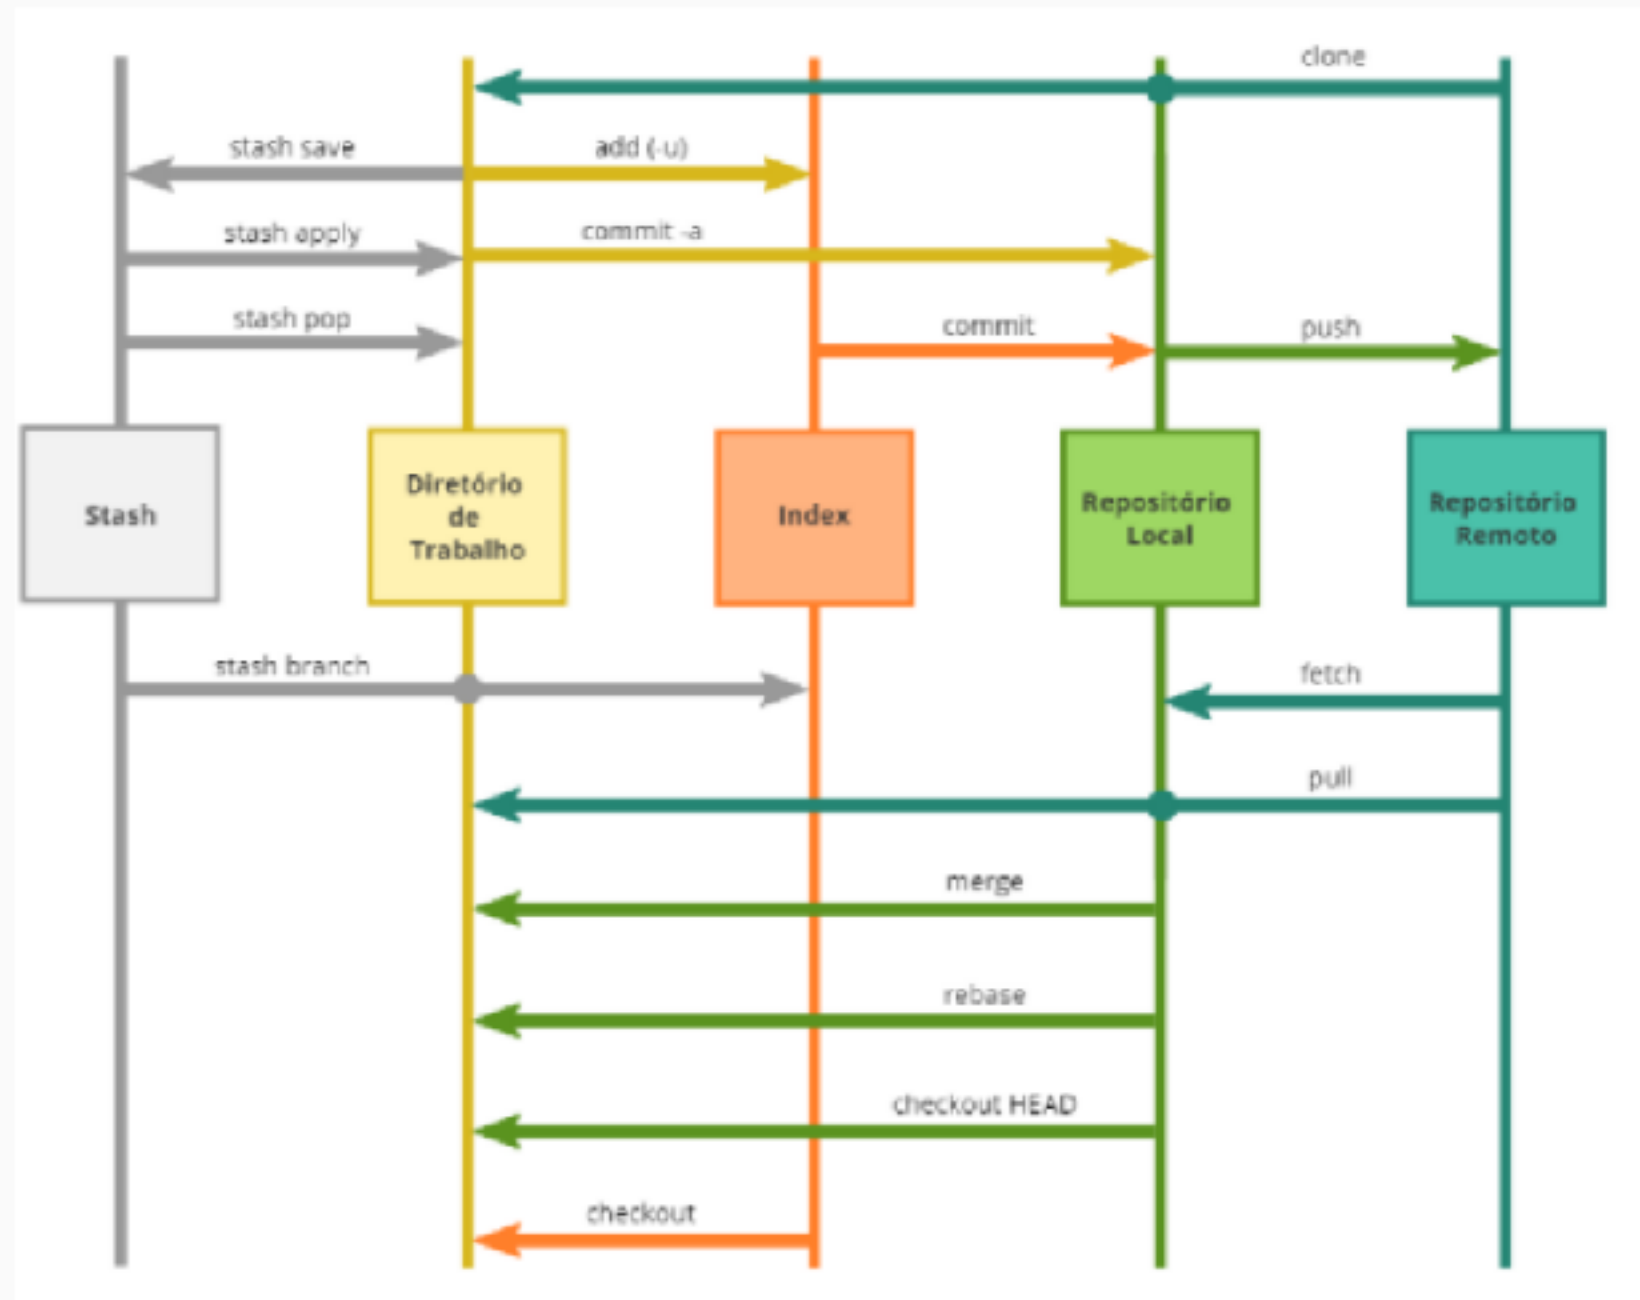 clone
stash save
add (-u)
stash apply
commit -a
stash pop
commit
push
Stash
Diretório
de
Trabalho
Index
Repositório
Local
Repositório
Remoto
stash branch
fetch
pull
merge
rebase
checkout HEAD
checkout